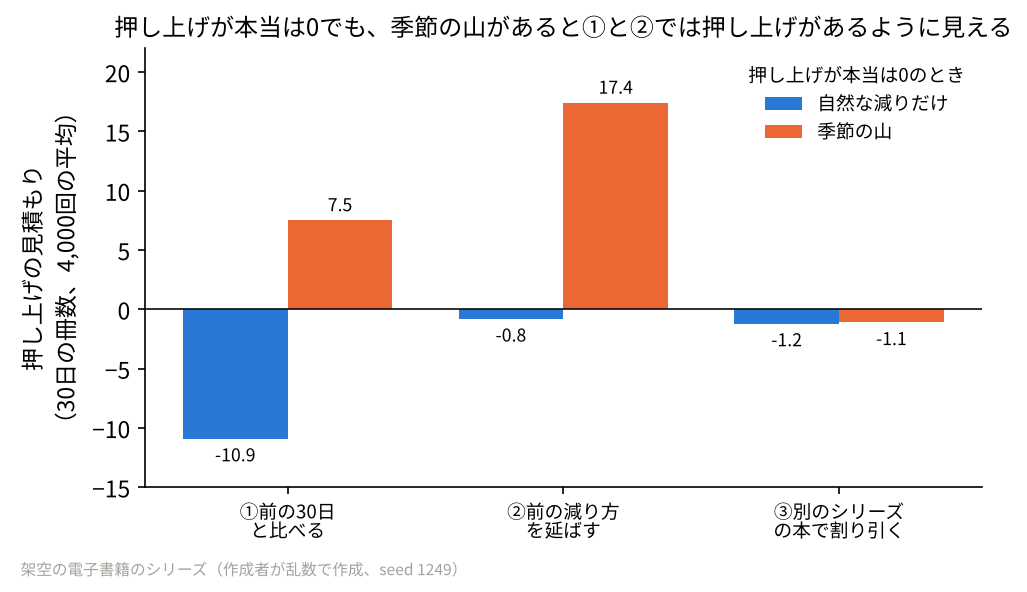 押し上げが本当は0でも、季節の山があると①と②では押し上げがあるように見える
押し上げの見積もり
（30日の冊数、4,000回の平均）
20
15
10
5
0
−5
−10
−15
押し上げが本当は0のとき
自然な減りだけ
季節の山
-10.9
7.5
-0.8
17.4
-1.2
-1.1
①前の30日
と比べる
②前の減り方
を延ばす
③別のシリーズ
の本で割り引く
架空の電子書籍のシリーズ（作成者が乱数で作成、seed 1249）